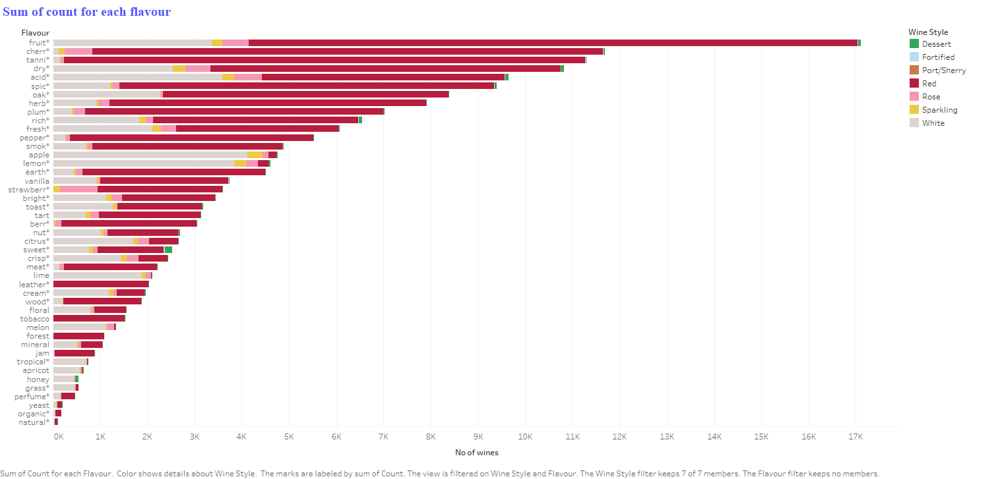 Sum of count for each flavour
Flavour
fruit*
cherr*
tanni*
dry*
acid*
spic*
oak*
herb*
plum*
rich*
fresh*
pepper*
smok*
apple
lemon*
earth*
vanilla
strawberr*
bright*
toast*
tart
berr*
nut*
citrus*
sweet*
crisp*
meat*
lime
leather*
cream*
wood*
floral
tobacco
melon
forest
mineral
jam
tropical*
apricot
honey
grass*
perfume*
yeast
organic*
natural*
0K 1K 2K 3K 4K 5K 6K 7K 8K 9K 10K 11K 12K 13K 14K 15K 16K 17K
No of wines
Wine Style
Dessert
Fortified
Port/Sherry
Red
Rose
Sparkling
White
Sum of Count for each Flavour. Color shows details about Wine Style. The marks are labeled by sum of Count. The view is filtered on Wine Style and Flavour. The Wine Style filter keeps 7 of 7 members. The Flavour filter keeps no members.